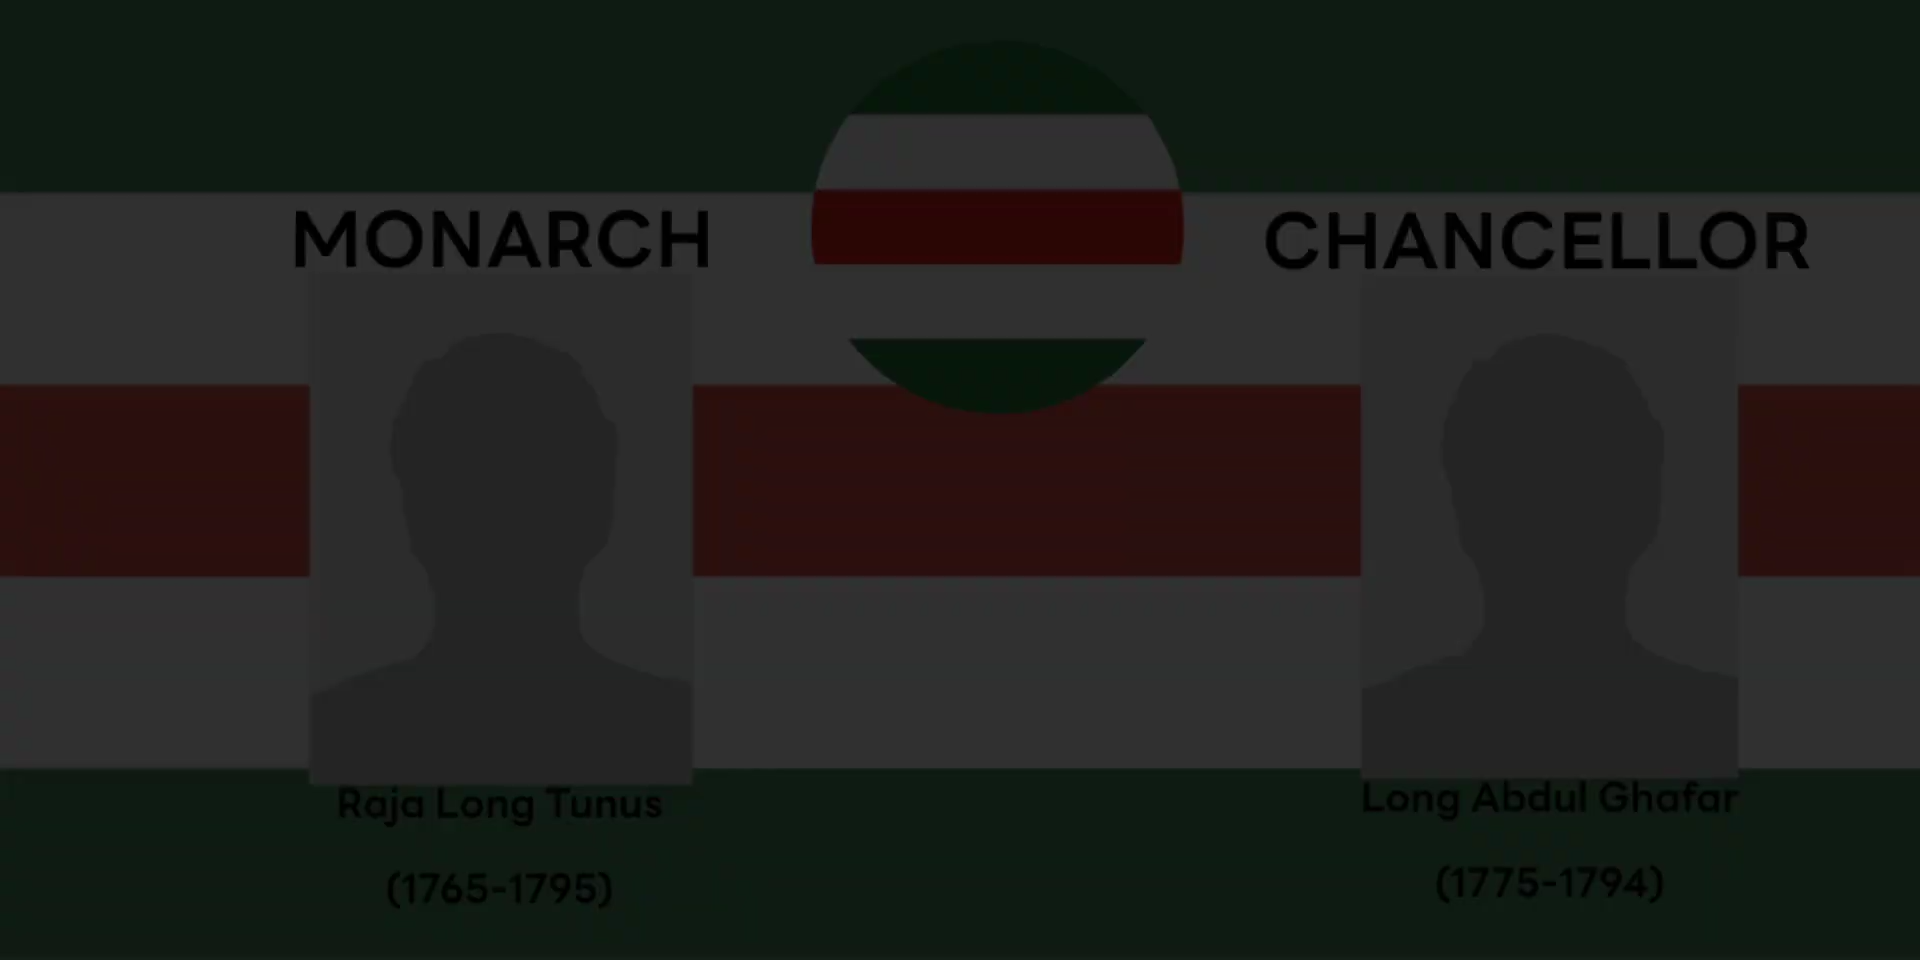 MONARCH
CHANCELLOR
Raja Long Tunus
(1765-1795)
Long Abdul Ghafar
(1775-1794)